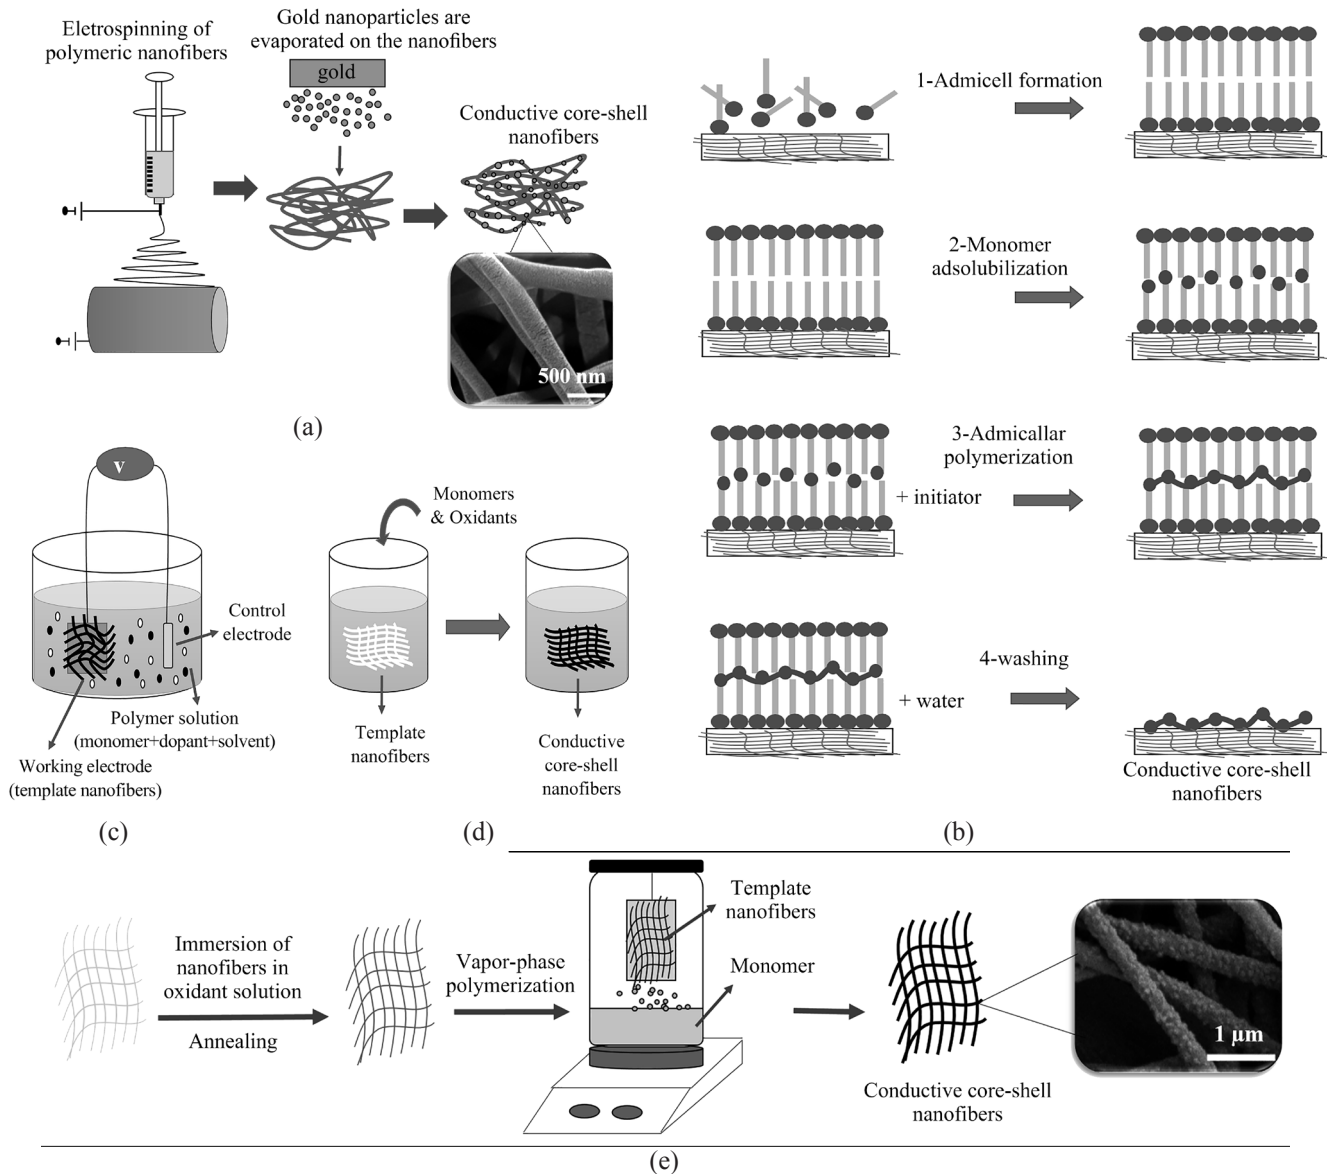 Eletrospinning of
polymeric nanofibers
Gold nanoparticles are
evaporated on the nanofibers
gold
Conductive core-shell
nanofibers
500 nm
(a)
1-Admicell formation
2-Monomer
adsolubilization
3-Admicallar
polymerization
+ initiator
4-washing
+ water
Conductive core-shell
nanofibers
(b)
V
Control
electrode
Polymer solution
(monomer+dopant+solvent)
Working electrode
(template nanofibers)
(c)
Monomers
& Oxidants
Template
nanofibers
Conductive
core-shell
nanofibers
(d)
Immersion of
nanofibers in
oxidant solution
Annealing
Vapor-phase
polymerization
Template
nanofibers
Monomer
Conductive core-shell
nanofibers
1 μm
(e)